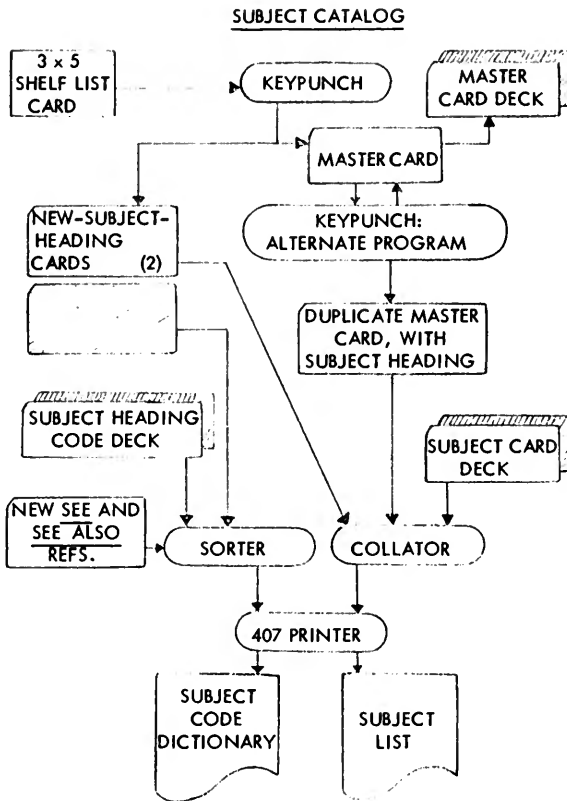 SUBJECT CATALOG
3 x 5
SHELF LIST
CARD
KEYPUNCH
MASTER
CARD DECK
MASTER CARD
NEW-SUBJECT-
HEADING
CARDS (2)
KEYPUNCH:
ALTERNATE PROGRAM
DUPLICATE MASTER
CARD, WITH
SUBJECT HEADING
SUBJECT HEADING
CODE DECK
SUBJECT CARD
DECK
NEW SEE AND
SEE ALSO
REFS.
SORTER
COLLATOR
407 PRINTER
SUBJECT
CODE
DICTIONARY
SUBJECT
LIST